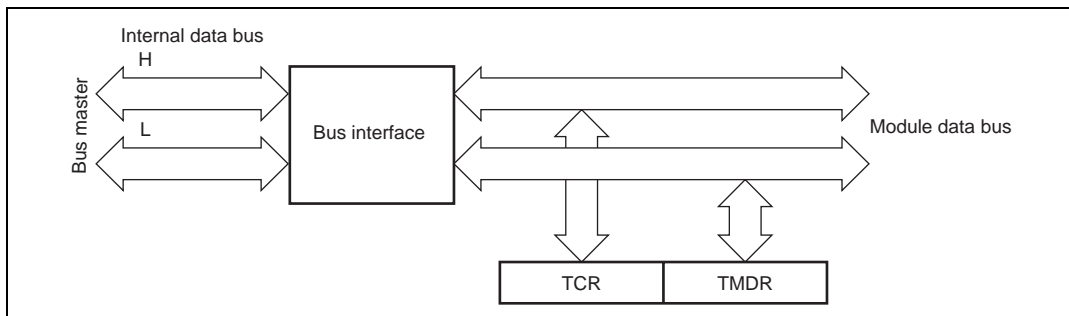 Internal data bus
H
Bus master
L
Bus interface
Module data bus
TCR
TMDR